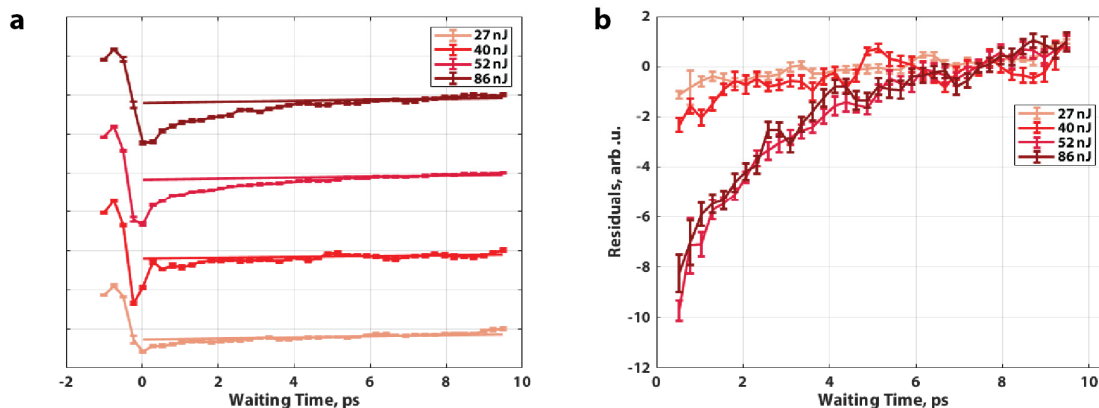 a
27 nJ
40 nJ
52 nJ
86 nJ
-2
0
2
4
6
8
10
Waiting Time, ps
b
2
0
-2
-4
-6
-8
-10
-12
Residuals, arb .u.
27 nJ
40 nJ
52 nJ
86 nJ
0
2
4
6
8
10
Waiting Time, ps